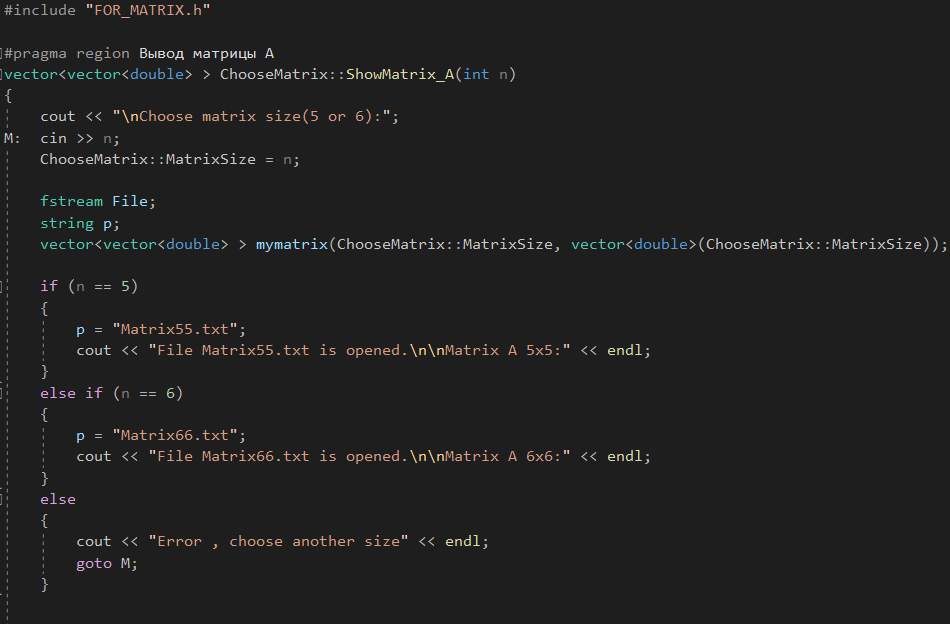 #include "FOR_MATRIX.h"
#pragma region Вывод матрицы А
vector<vector<double> > ChooseMatrix::ShowMatrix_A(int n)
{
cout << "\nChoose matrix size(5 or 6):";
M: cin >> n;
ChooseMatrix::MatrixSize = n;
fstream File;
string p;
vector<vector<double> > mymatrix(ChooseMatrix::MatrixSize, vector<double>(ChooseMatrix::MatrixSize));
if (n == 5)
{
p = "Matrix55.txt";
cout << "File Matrix55.txt is opened.\n\nMatrix A 5x5:" << endl;
}
else if (n == 6)
{
p = "Matrix66.txt";
cout << "File Matrix66.txt is opened.\n\nMatrix A 6x6:" << endl;
}
else
{
cout << "Error , choose another size" << endl;
goto M;
}